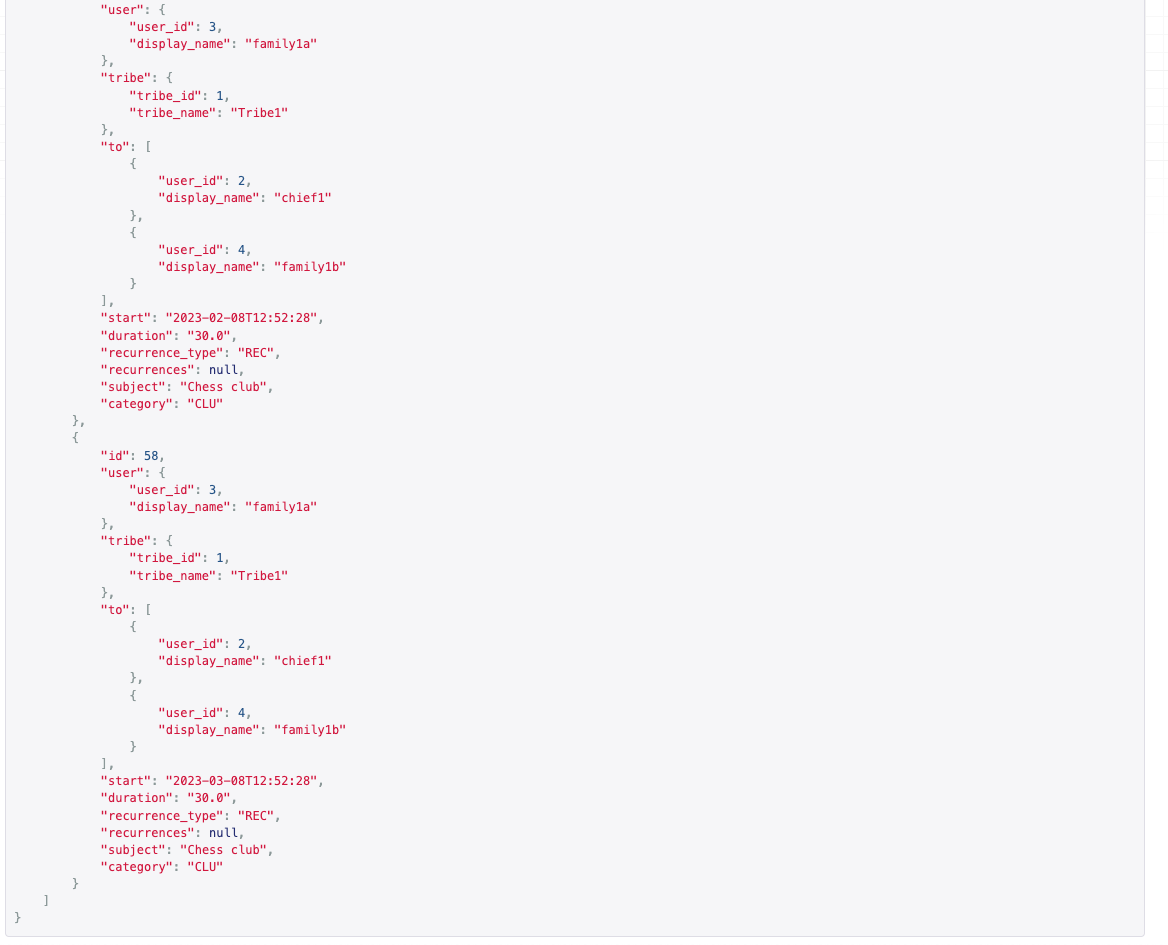 "user": {
"user_id": 3,
"display_name": "family1a"
},
"tribe": {
"tribe_id": 1,
"tribe_name": "Tribe1"
},
"to": [
{
"user_id": 2,
"display_name": "chief1"
},
{
"user_id": 4,
"display_name": "family1b"
}
],
"start": "2023-02-08T12:52:28",
"duration": "30.0",
"recurrence_type": "REC",
"recurrences": null,
"subject": "Chess club",
"category": "CLU"
},
{
"id": 58,
"user": {
"user_id": 3,
"display_name": "family1a"
},
"tribe": {
"tribe_id": 1,
"tribe_name": "Tribe1"
},
"to": [
{
"user_id": 2,
"display_name": "chief1"
},
{
"user_id": 4,
"display_name": "family1b"
}
],
"start": "2023-03-08T12:52:28",
"duration": "30.0",
"recurrence_type": "REC",
"recurrences": null,
"subject": "Chess club",
"category": "CLU"
}
]
}